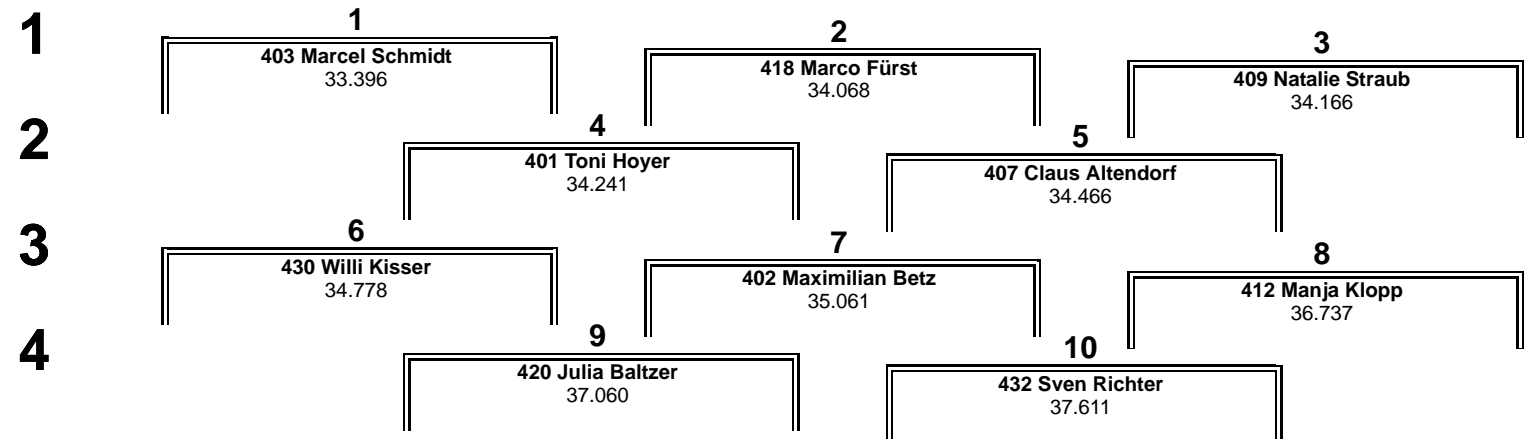 1
1
403 Marcel Schmidt
33.396
2
418 Marco Fürst
34.068
3
409 Natalie Straub
34.166
2
4
401 Toni Hoyer
34.241
5
407 Claus Altendorf
34.466
3
6
430 Willi Kisser
34.778
7
402 Maximilian Betz
35.061
8
412 Manja Klopp
36.737
4
9
420 Julia Baltzer
37.060
10
432 Sven Richter
37.611